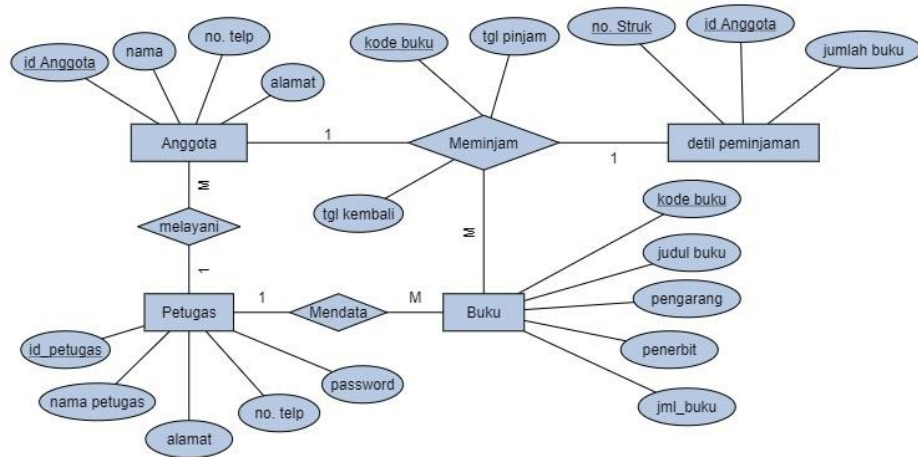 no. telp
nama
id Anggota
alamat
Anggota
1
kode buku
tgl pinjam
Meminjam
tgl kembali
1
no. Struk
id Anggota
jumlah buku
detil peminjaman
M
melayani
1
M
kode buku
judul buku
pengarang
penerbit
jml_buku
Buku
M
Mendata
1
Petugas
id_petugas
nama petugas
alamat
no. telp
password